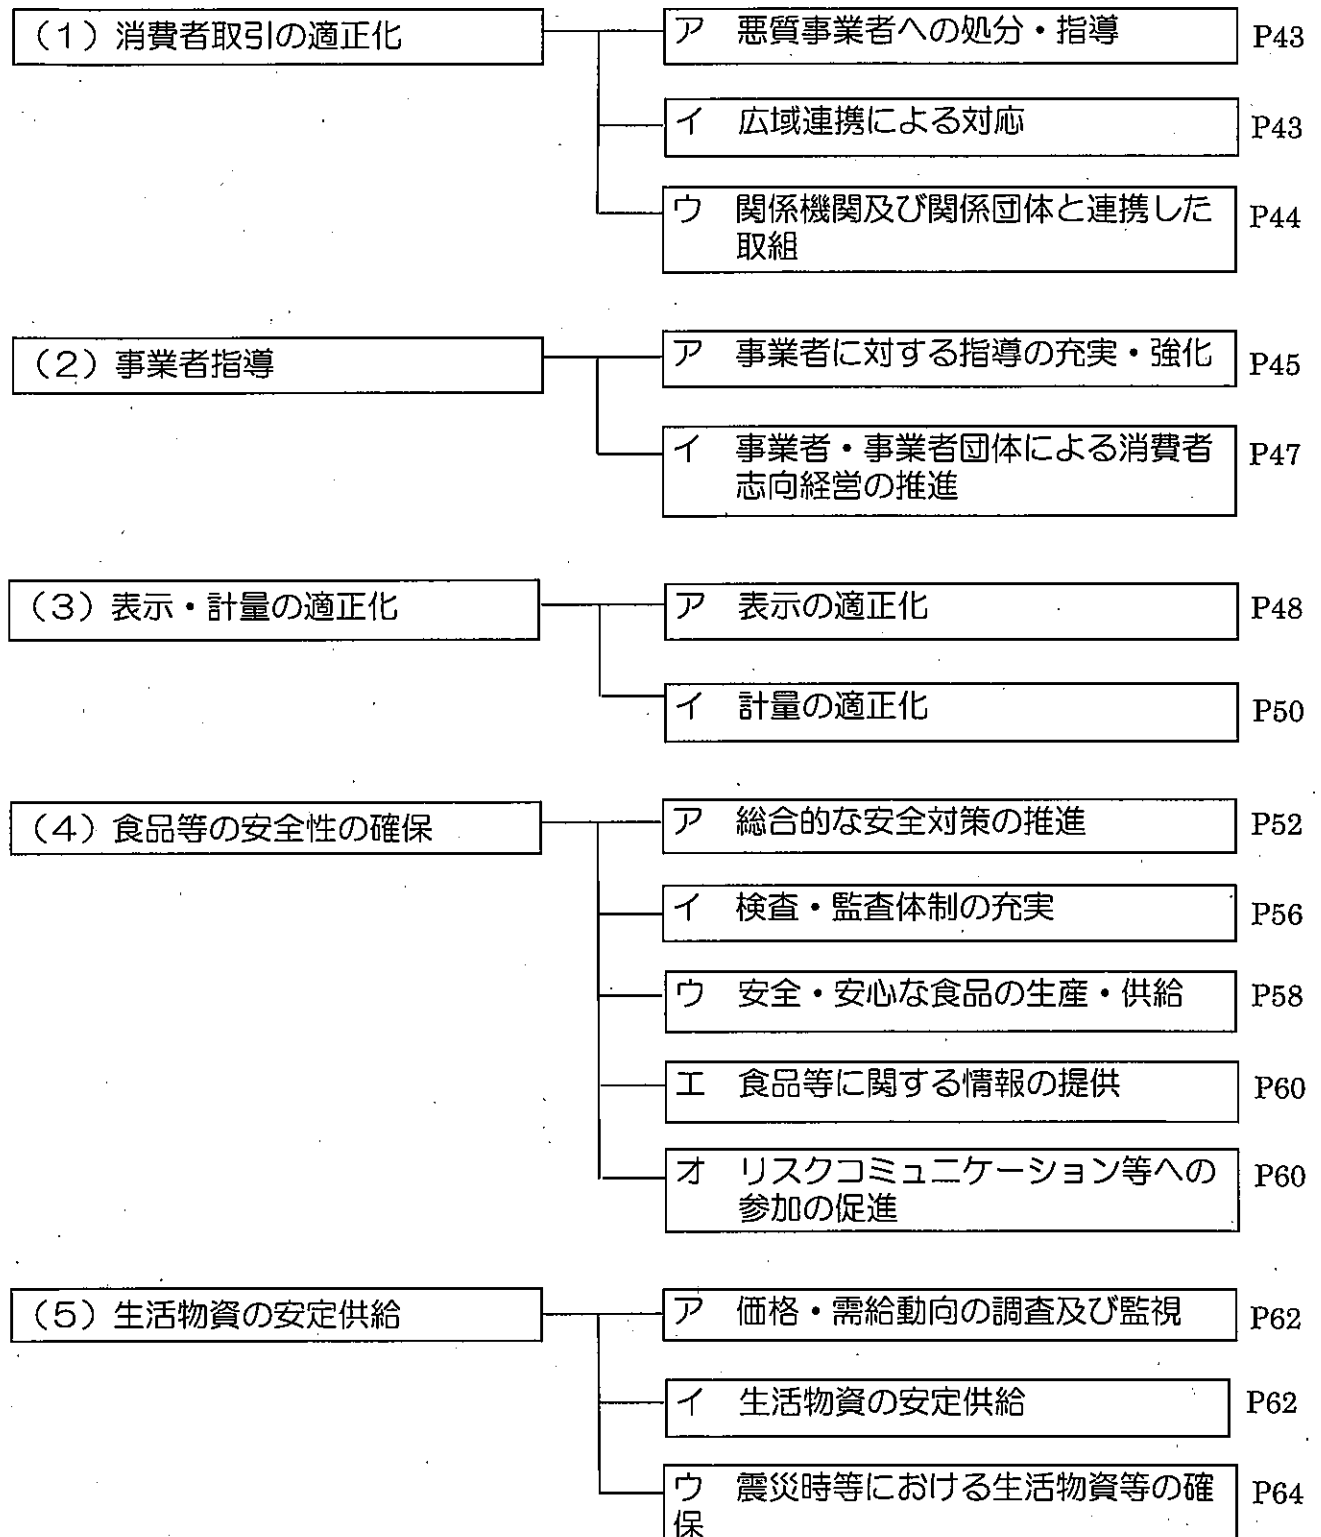 (1)消費者取引の適正化
ア 悪質事業者への処分・指導 P43
イ 広域連携による対応 P43
ウ 関係機関及び関係団体と連携した P44
取組
(2)事業者指導
ア 事業者に対する指導の充実・強化 P45
イ 事業者・事業者団体による消費者 P47
志向経営の推進
(3)表示・計量の適正化
ア 表示の適正化 P48
イ 計量の適正化 P50
(4)食品等の安全性の確保
ア 総合的な安全対策の推進 P52
イ 検査・監査体制の充実 P56
ウ 安全・安心な食品の生産・供給 P58
エ 食品等に関する情報の提供 P60
オ リスクコミュニケーション等への P60
参加の促進
(5)生活物資の安定供給
ア 価格・需給動向の調査及び監視 P62
イ 生活物資の安定供給 P62
ウ 震災時等における生活物資等の確 P64
保